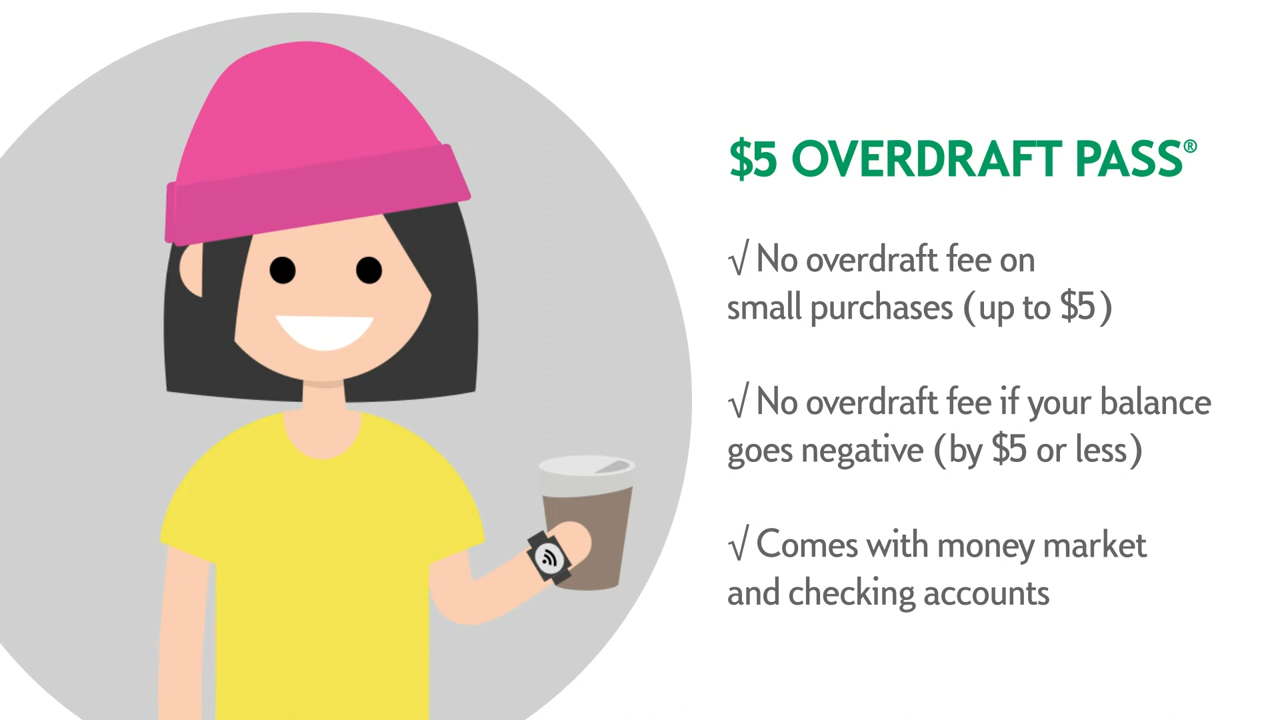 $5 OVERDRAFT PASS®
√ No overdraft fee on
small purchases (up to $5)
√ No overdraft fee if your balance
goes negative (by $5 or less)
√ Comes with money market
and checking accounts